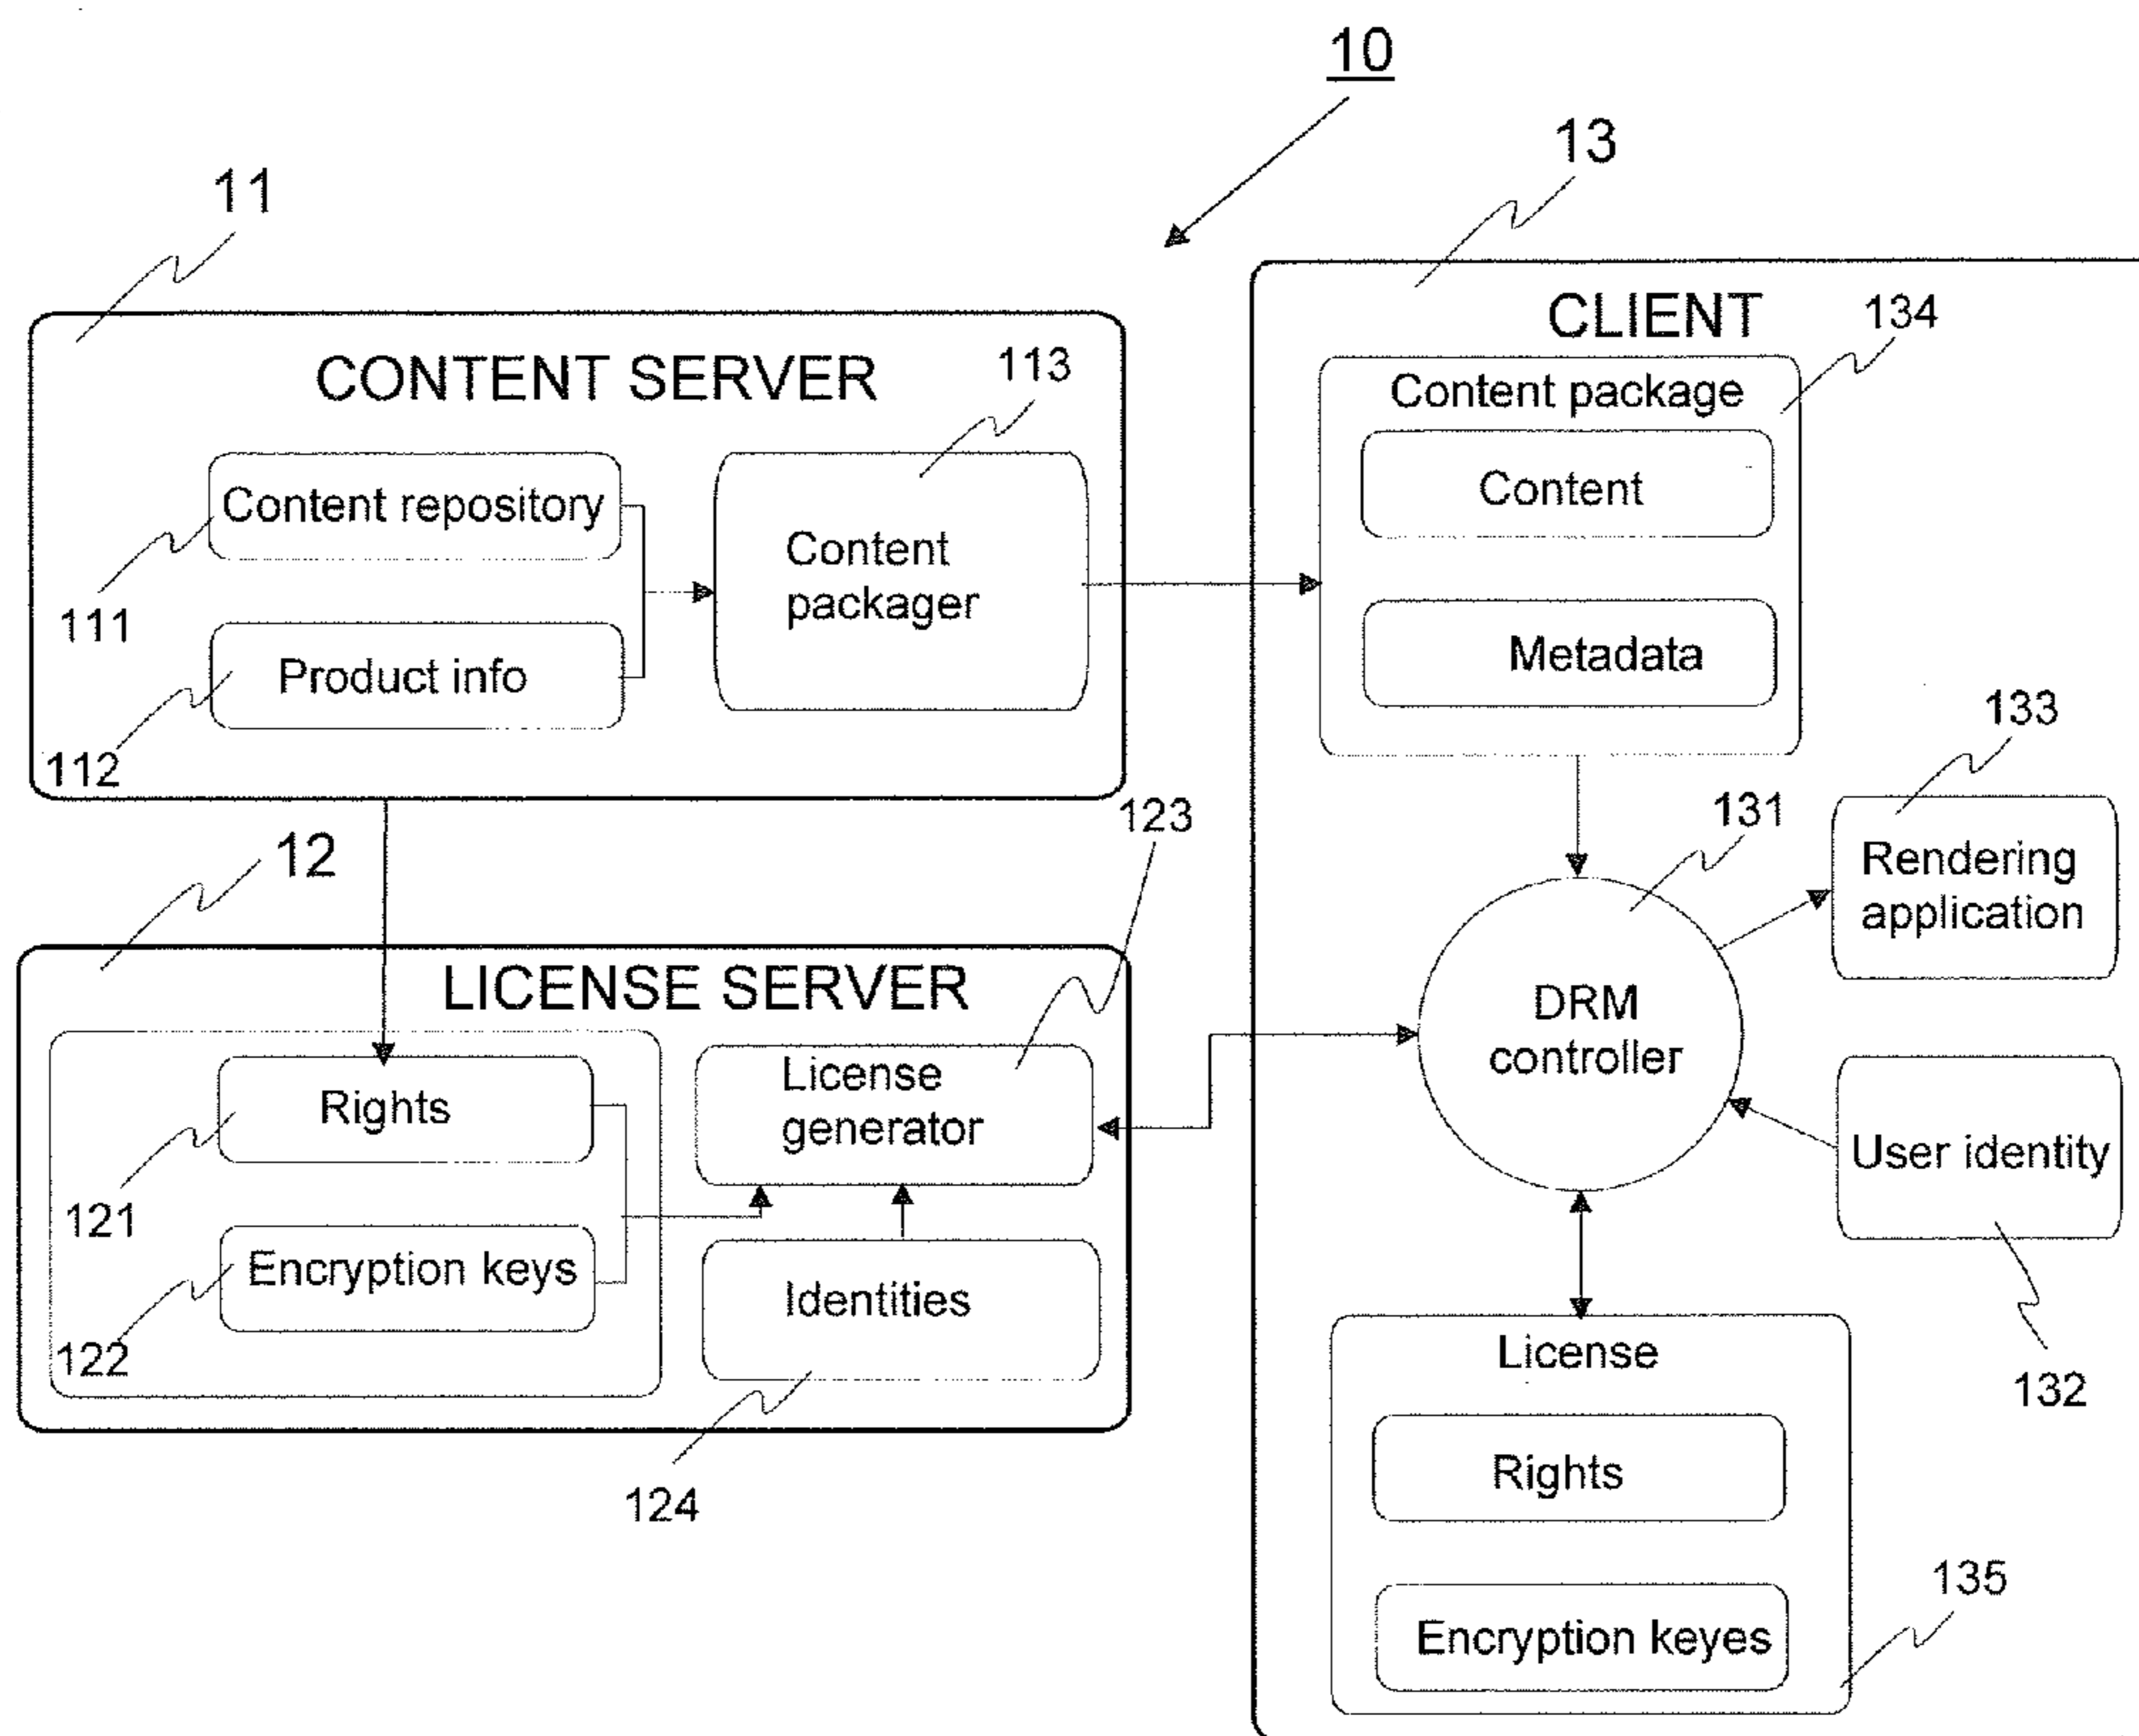 10
11
13
CONTENT SERVER
113
Content repository
Content
packager
111
Product info
112
CLIENT
134
Content package
Content
Metadata
133
131
Rendering
application
DRM
controller
User identity
132
12
123
LICENSE SERVER
Rights
License
generator
121
Encryption keys
Identities
122
124
License
Rights
135
Encryption keyes